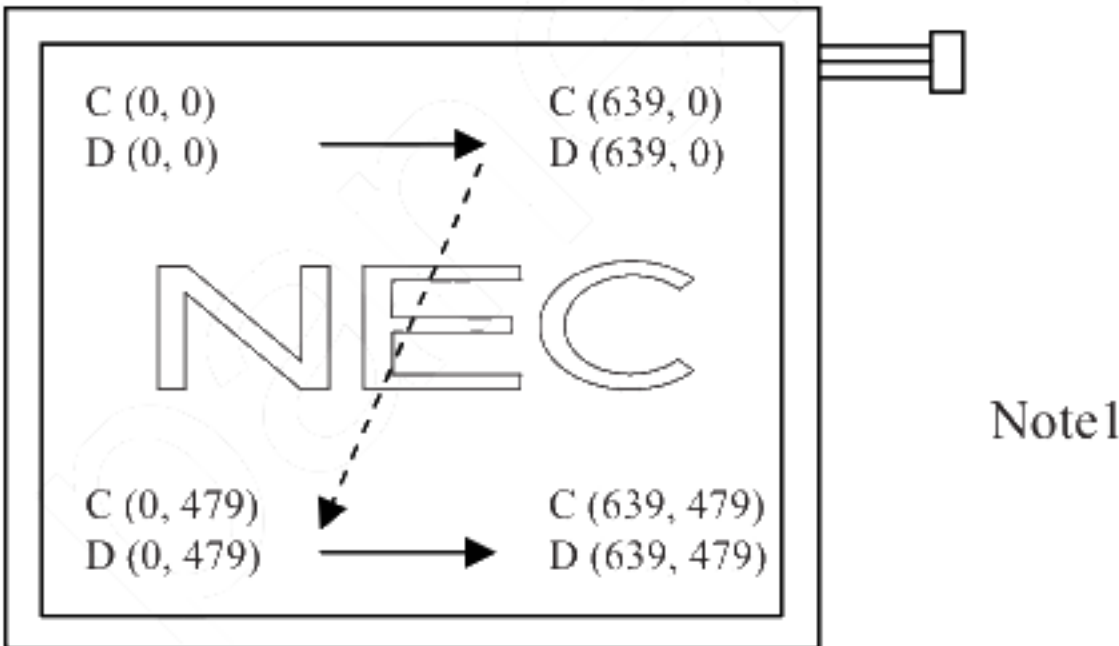 C (0, 0) C (639, 0)
D (0, 0) D (639, 0)
NEC
Note1
C (0, 479) C (639, 479)
D (0, 479) D (639, 479)